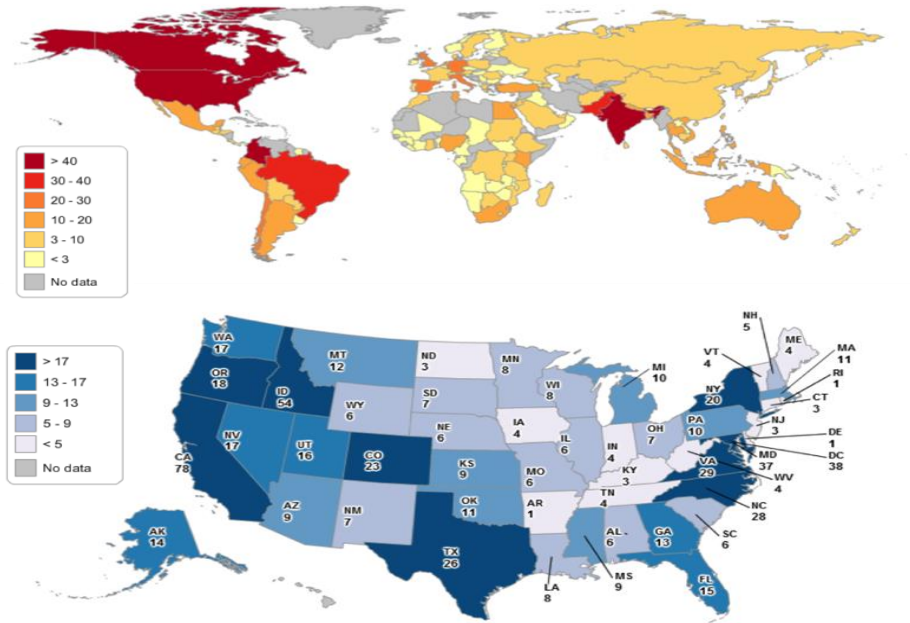 > 40
30 - 40
20 - 30
10 - 20
3 - 10
< 3
No data
> 17
13 - 17
9 - 13
5 - 9
< 5
No data
WA
17
OR
18
CA
78
ID
54
NV
17
MT
12
WY
6
UT
16
CO
23
AZ
9
NM
7
ND
3
SD
7
NE
6
KS
9
OK
11
TX
26
MN
8
IA
4
MO
6
AR
1
LA
8
WI
8
IL
6
MI
10
IN
4
OH
7
KY
3
TN
4
MS
9
AL
6
GA
13
FL
15
SC
6
NC
28
VA
29
WV
4
DC
38
MD
37
DE
1
NJ
3
PA
10
NY
20
CT
3
RI
1
MA
11
VT
4
NH
5
ME
4
AK
14